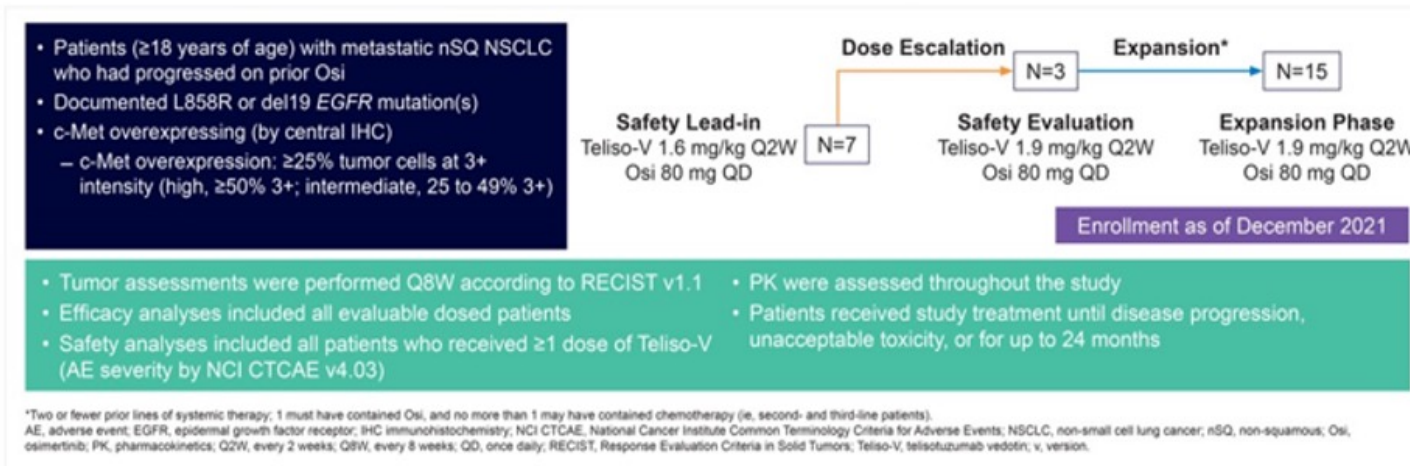 • Patients (≥18 years of age) with metastatic nSQ NSCLC
who had progressed on prior Osi
• Documented L858R or del19 EGFR mutation(s)
• c-Met overexpressing (by central IHC)
– c-Met overexpression: ≥25% tumor cells at 3+
intensity (high, ≥50% 3+; intermediate, 25 to 49% 3+)
Dose Escalation
Expansion*
N=3
N=15
Safety Lead-in
Teliso-V 1.6 mg/kg Q2W
Osi 80 mg QD
N=7
Safety Evaluation
Teliso-V 1.9 mg/kg Q2W
Osi 80 mg QD
Expansion Phase
Teliso-V 1.9 mg/kg Q2W
Osi 80 mg QD
Enrollment as of December 2021
• Tumor assessments were performed Q8W according to RECIST v1.1
• Efficacy analyses included all evaluable dosed patients
• Safety analyses included all patients who received ≥1 dose of Teliso-V
(AE severity by NCI CTCAE v4.03)
• PK were assessed throughout the study
• Patients received study treatment until disease progression,
unacceptable toxicity, or for up to 24 months
*Two or fewer prior lines of systemic therapy; 1 must have contained Osi, and no more than 1 may have contained chemotherapy (ie, second- and third-line patients).
AE, adverse event; EGFR, epidermal growth factor receptor; IHC immunohistochemistry; NCI CTCAE, National Cancer Institute Common Terminology Criteria for Adverse Events; NSCLC, non-small cell lung cancer; nSQ, non-squamous; Osi,
osimertinib; PK, pharmacokinetics; Q2W, every 2 weeks; Q8W, every 8 weeks; QD, once daily; RECIST, Response Evaluation Criteria in Solid Tumors; Teliso-V, telisotuzumab vedotin; v, version.